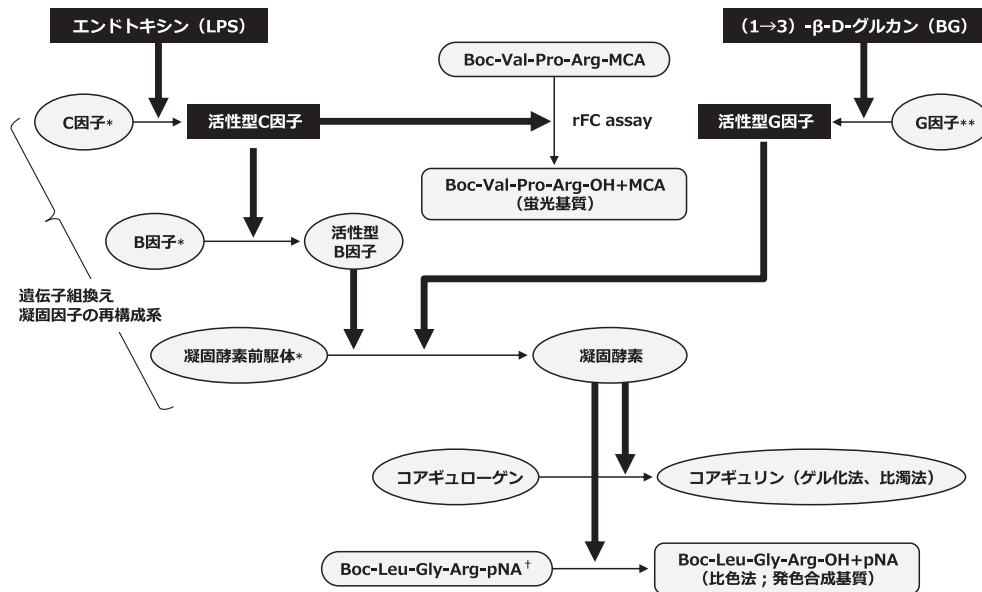 エンドトキシン（LPS）
（1→3）-β-D-グルカン（BG）
Boc-Val-Pro-Arg-MCA
C因子*
活性型C因子
rFC assay
活性型G因子
G因子**
Boc-Val-Pro-Arg-OH+MCA
（蛍光基質）
B因子*
活性型
B因子
遺伝子組換え
凝固因子の再構成系
凝固酵素前駆体*
凝固酵素
コアギュローゲン
コアギュリン（ゲル化法、比濁法）
Boc-Leu-Gly-Arg-pNA†
Boc-Leu-Gly-Arg-OH+pNA
（比色法；発色合成基質）